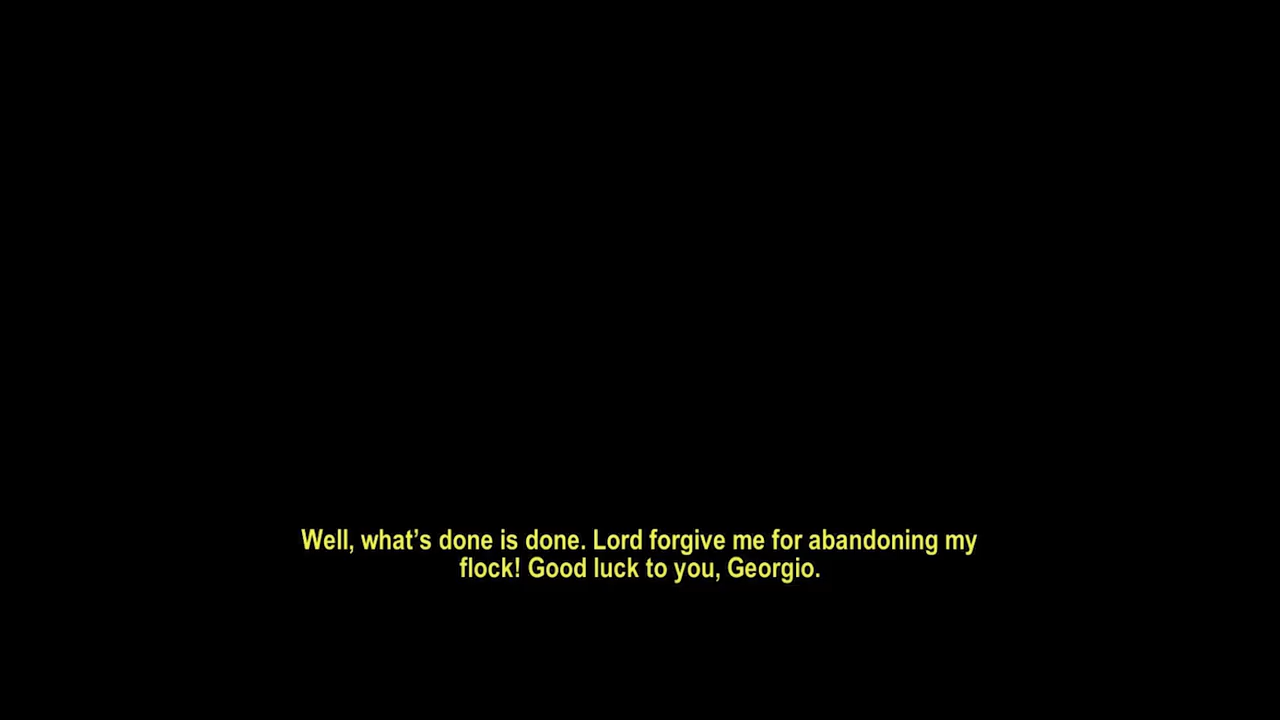 Well, what’s done is done. Lord forgive me for abandoning my
flock! Good luck to you, Georgio.